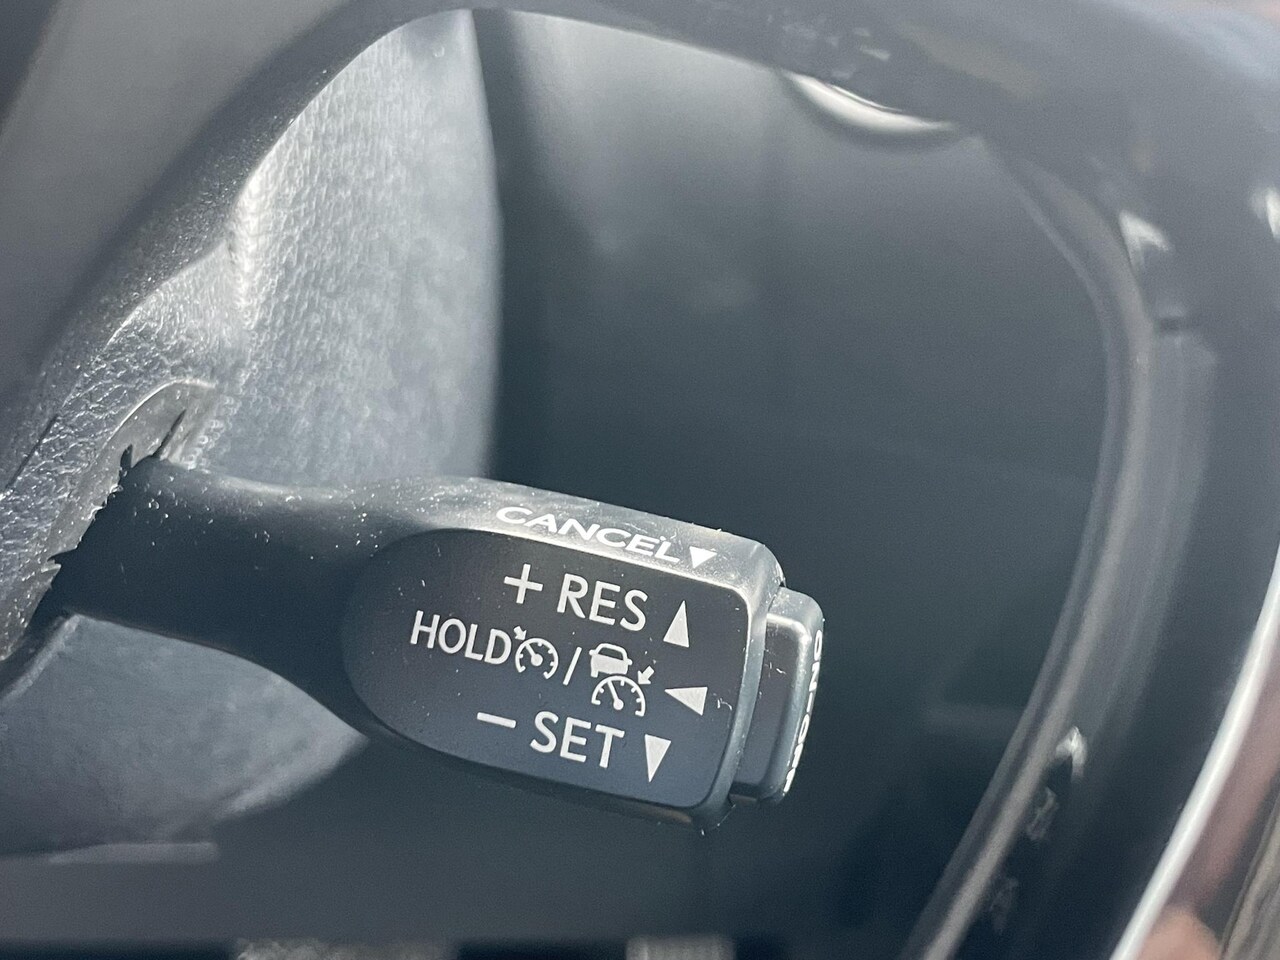 CANCEL▼
+ RES ▲
HOLD / ◀
− SET ▼